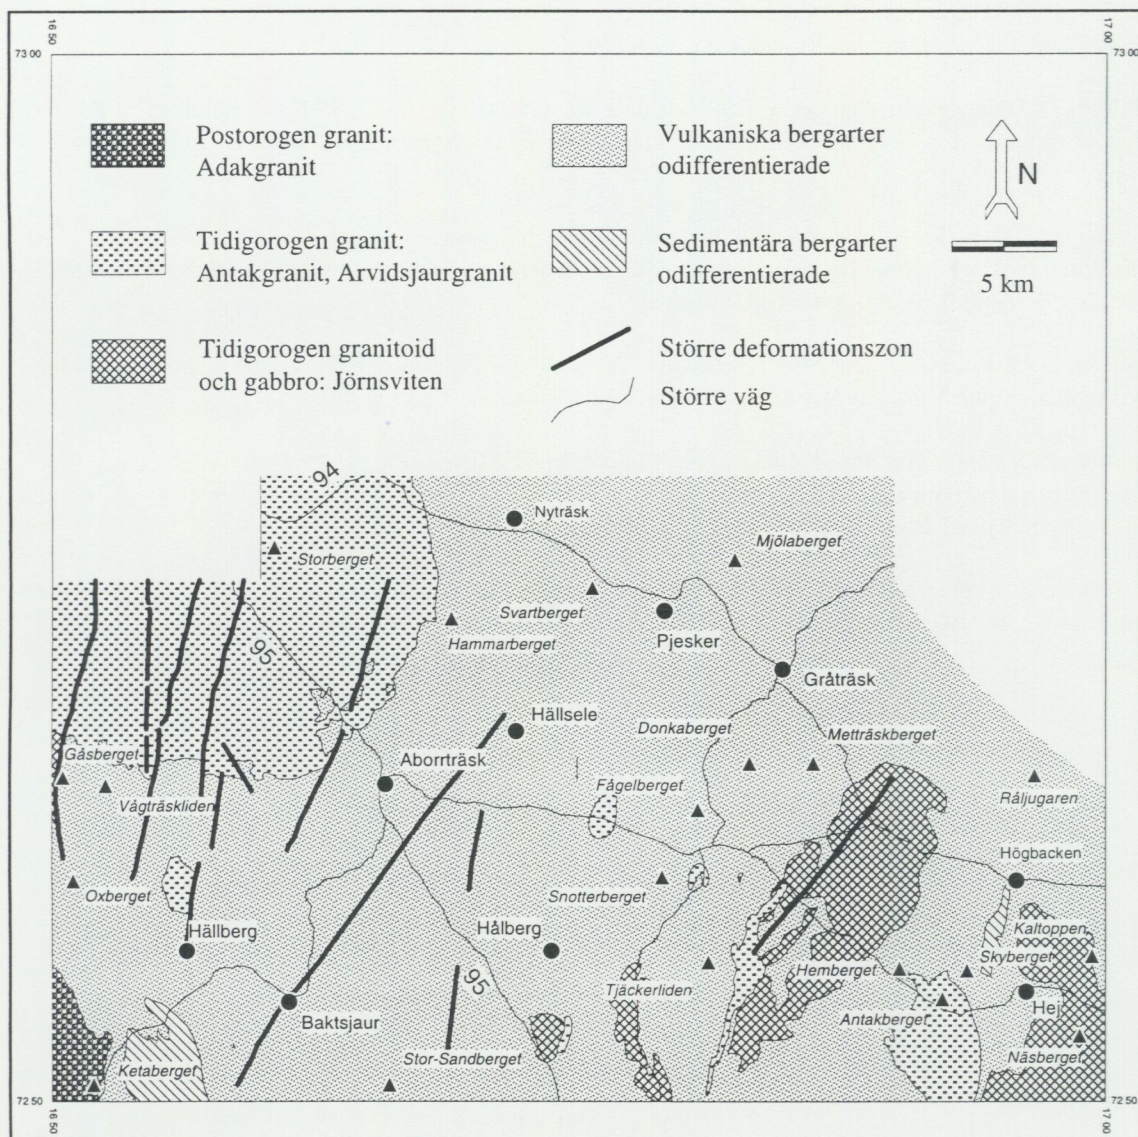 16 50
17 00
73 00
73 00
Postorogen granit:
Adakgranit
Vulkaniska bergarter
odifferentierade
N
Tidigorogen granit:
Antakgranit, Arvidsjaurgranit
Sedimentära bergarter
odifferentierade
5 km
Tidigorogen granitoid
och gabbro: Jörnsviten
Större deformationszon
Större väg
94
Nyträsk
Storberget
Mjölaberget
Svartberget
Pjesker
Hammarberget
95
Gråträsk
Hällsele
Donkaberget
Metträskberget
Gåsberget
Aborrträsk
Fågelberget
Råljugaren
Vågträskliden
Högbacken
Oxberget
Snotterberget
Hällberg
Hålberg
Kaltoppen
Skyberget
Hemberget
95
Tjäckerliden
Hej
Antakberget
Baktsjaur
Stor-Sandberget
Näsberget
Ketaberget
72 50
72 50
16 50
17 00